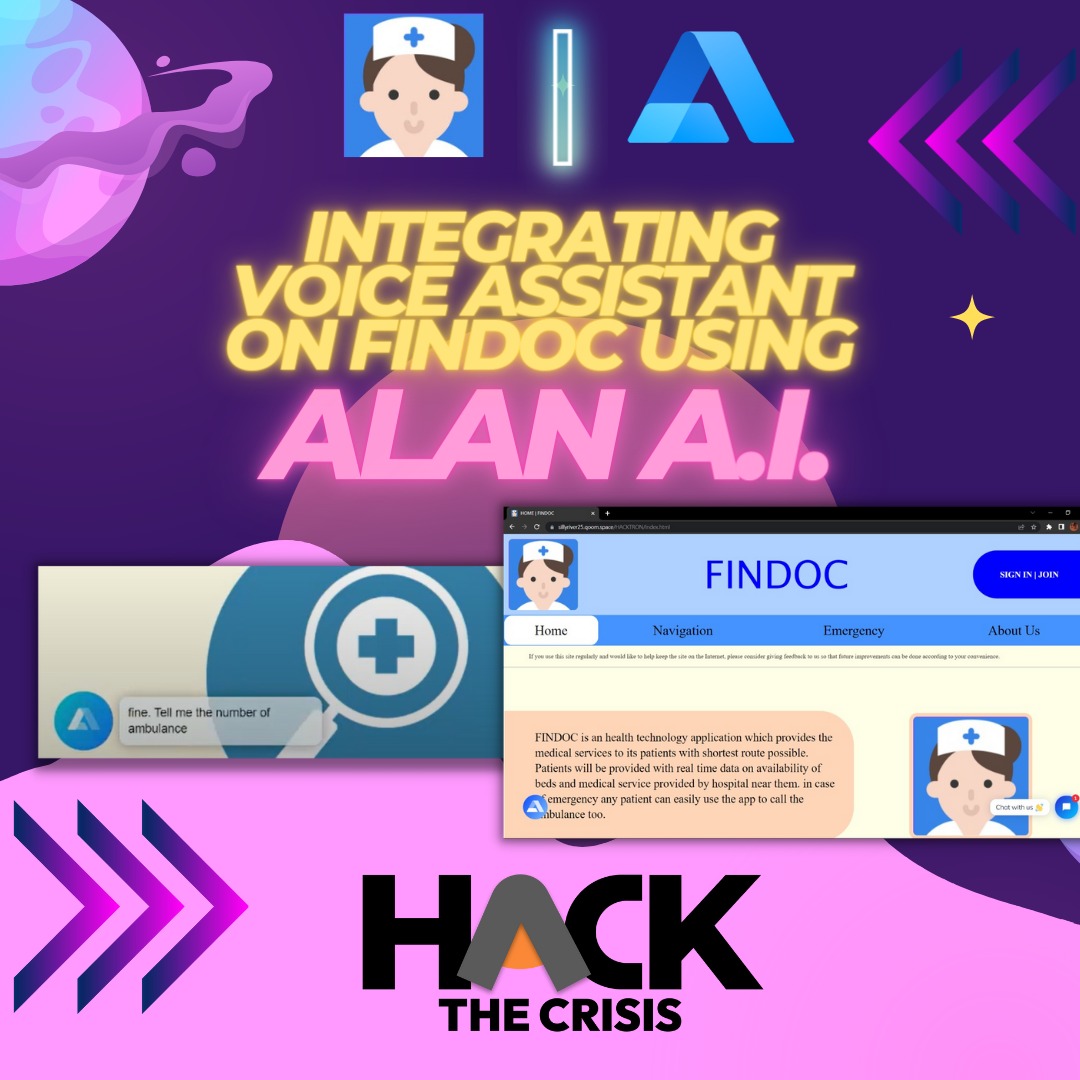 INTEGRATING
VOICE ASSISTANT
ON FINDOC USING
ALAN A.I.
HOME | FINDOC
sillyriver25.qoom.space/HACKTRON/index.html
FINDOC
SIGN IN | JOIN
Home
Navigation
Emergency
About Us
If you use this site regularly and would like to help keep the site on the Internet, please consider giving feedback to us so that future improvements can be done according to your convenience.
fine. Tell me the number of
ambulance
FINDOC is an health technology application which provides the
medical services to its patients with shortest route possible.
Patients will be provided with real time data on availability of
beds and medical service provided by hospital near them. in case
emergency any patient can easily use the app to call the
too.
Chat with us 👋
HACK
THE CRISIS